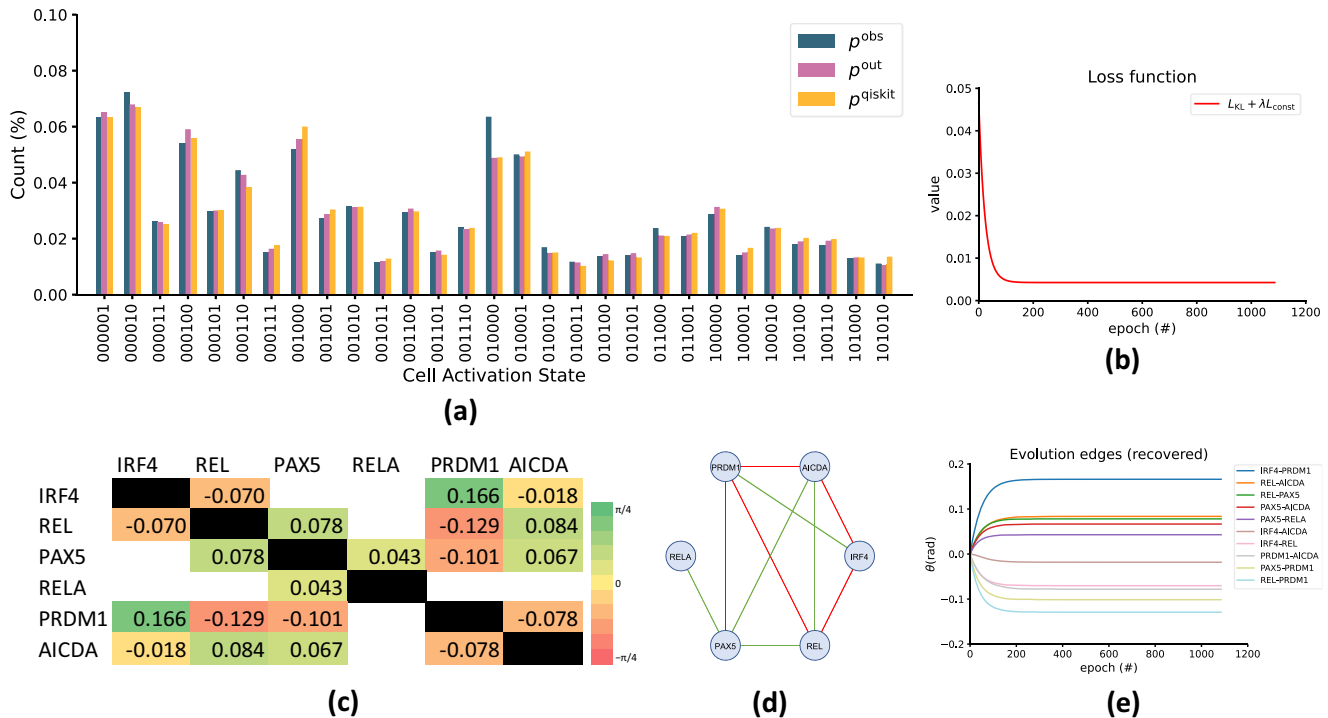 0.10
0.08
0.06
0.04
0.02
0.00
Count (%)
p^obs
p^out
p^qiskit
000001
000010
000011
000100
000101
000110
000111
001000
001001
001010
001011
001100
001101
001110
010000
010001
010010
010011
010100
010101
011000
011001
100000
100001
100010
100100
100110
101000
101010
Cell Activation State
(a)
Loss function
L_KL + λL_const
0.05
0.04
0.03
0.02
0.01
0.00
value
0 200 400 600 800 1000 1200
epoch (#)
(b)
IRF4 REL PAX5 RELA PRDM1 AICDA
IRF4 -0.070 0.166 -0.018
REL -0.070 0.078 -0.129 0.084
PAX5 0.078 0.043 -0.101 0.067
RELA 0.043
PRDM1 0.166 -0.129 -0.101 -0.078
AICDA -0.018 0.084 0.067 -0.078
π/4
0
−π/4
(c)
PRDM1 AICDA
RELA IRF4
PAX5 REL
(d)
Evolution edges (recovered)
0.2
0.1
0.0
−0.1
−0.2
θ(rad)
0 200 400 600 800 1000 1200
epoch (#)
IRF4-PRDM1
REL-AICDA
REL-PAX5
PAX5-AICDA
PAX5-RELA
IRF4-AICDA
IRF4-REL
PRDM1-AICDA
PAX5-PRDM1
REL-PRDM1
(e)